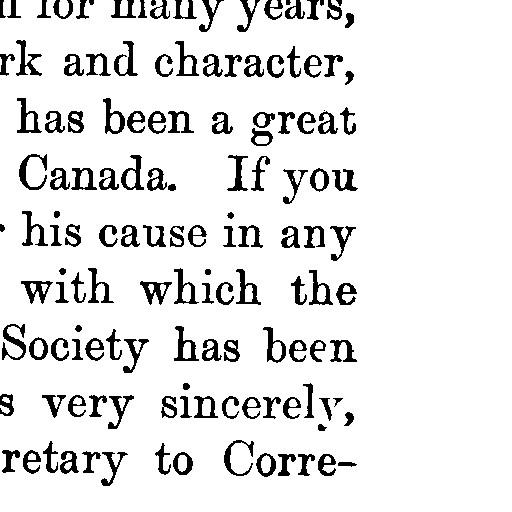 for many years,
rk and character,
has been a great
Canada. If you
his cause in any
with which the
Society has been
s very sincerely,
retary to Corre-